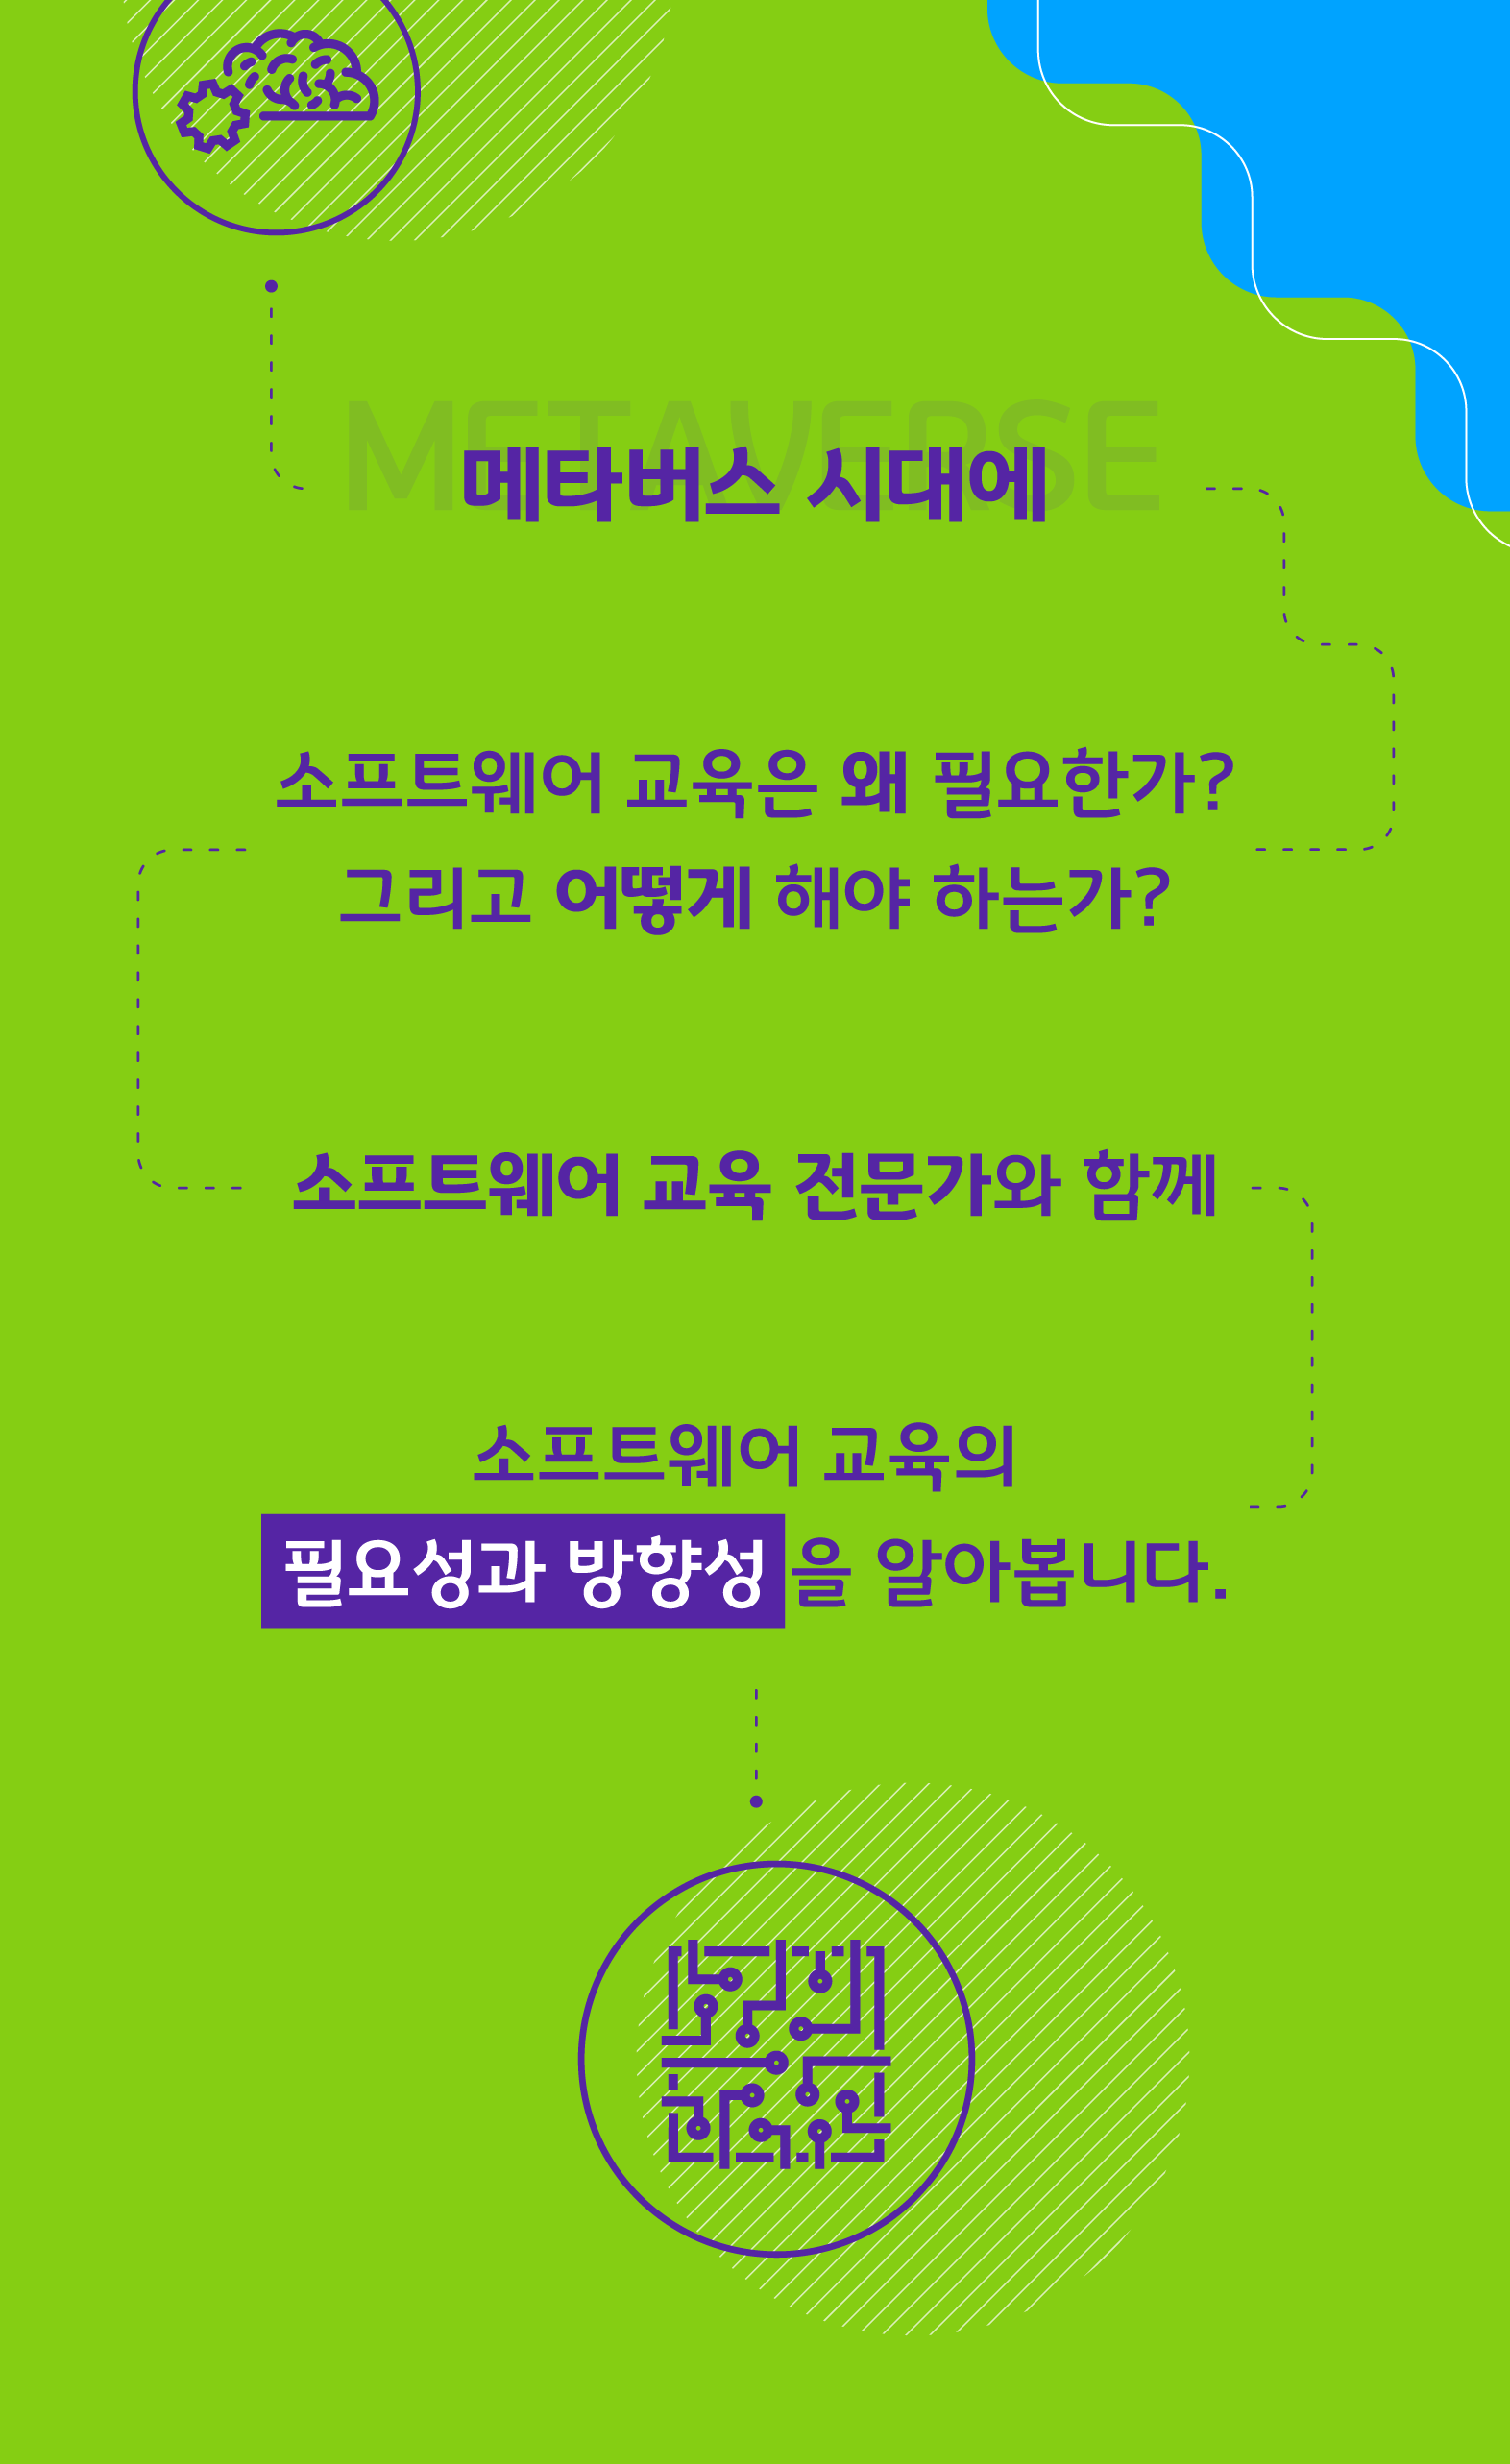 METAVERSE
메타버스 시대에
소프트웨어 교육은 왜 필요한가?
그리고 어떻게 해야 하는가?
소프트웨어 교육 전문가와 함께
소프트웨어 교육의
필요성과 방향성을 알아봅니다.